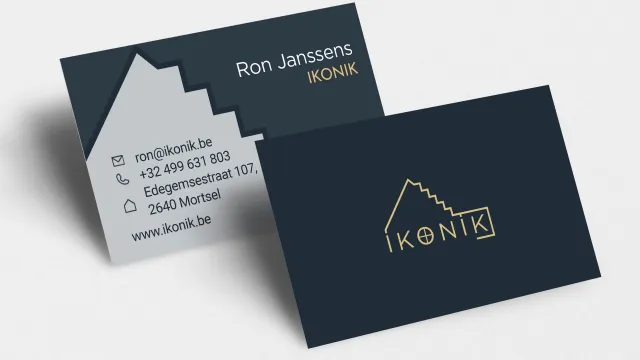 Ron Janssens
IKONIK
ron@ikonik.be
+32 499 631 803
Edegemsestraat 107,
2640 Mortsel
www.ikonik.be
IKONIK